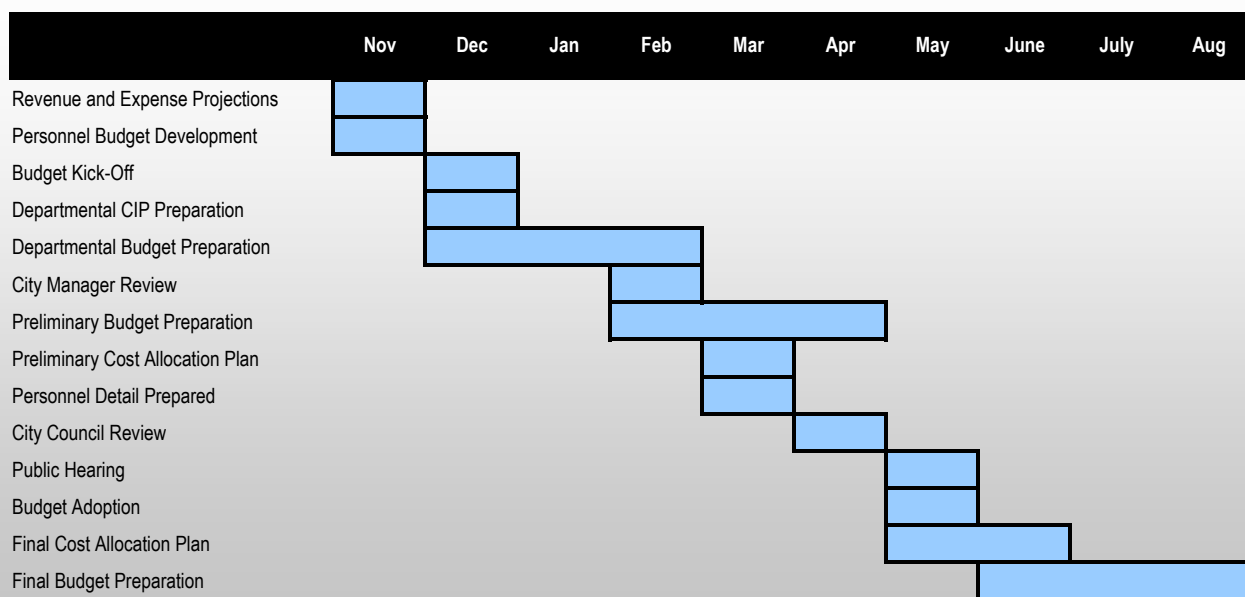 Nov Dec Jan Feb Mar Apr May June July Aug
Revenue and Expense Projections
Personnel Budget Development
Budget Kick-Off
Departmental CIP Preparation
Departmental Budget Preparation
City Manager Review
Preliminary Budget Preparation
Preliminary Cost Allocation Plan
Personnel Detail Prepared
City Council Review
Public Hearing
Budget Adoption
Final Cost Allocation Plan
Final Budget Preparation